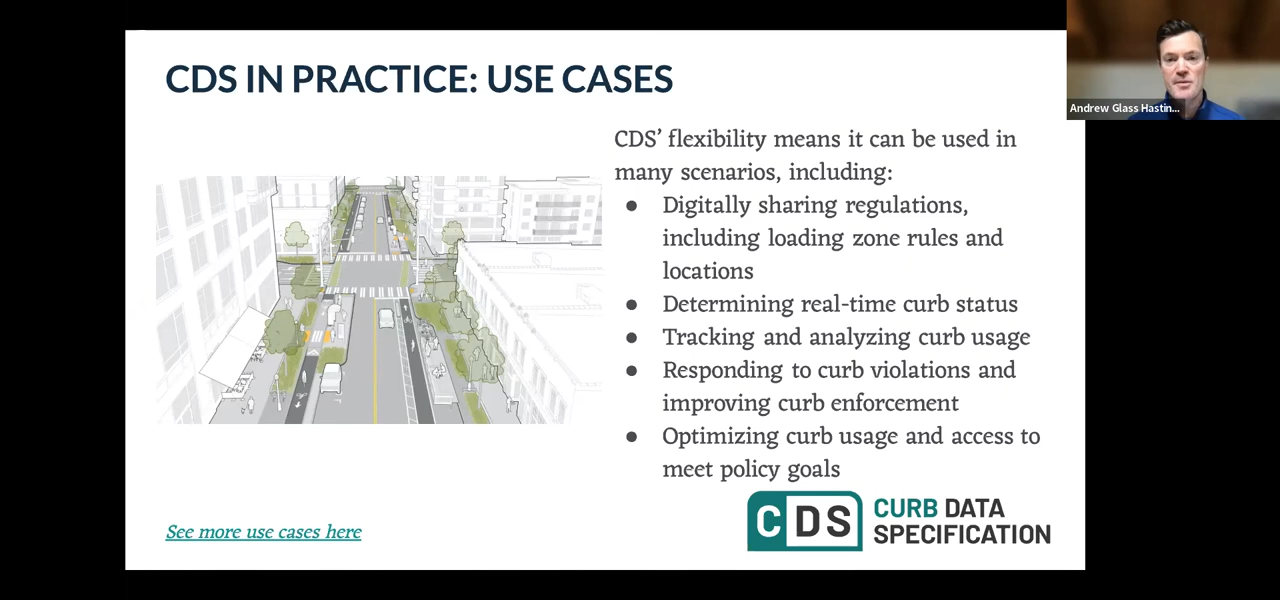 CDS IN PRACTICE: USE CASES
Andrew Glass Hastin...
CDS’ flexibility means it can be used in
many scenarios, including:
● Digitally sharing regulations,
including loading zone rules and
locations
● Determining real-time curb status
● Tracking and analyzing curb usage
● Responding to curb violations and
improving curb enforcement
● Optimizing curb usage and access to
meet policy goals
See more use cases here
CDS CURB DATA
SPECIFICATION